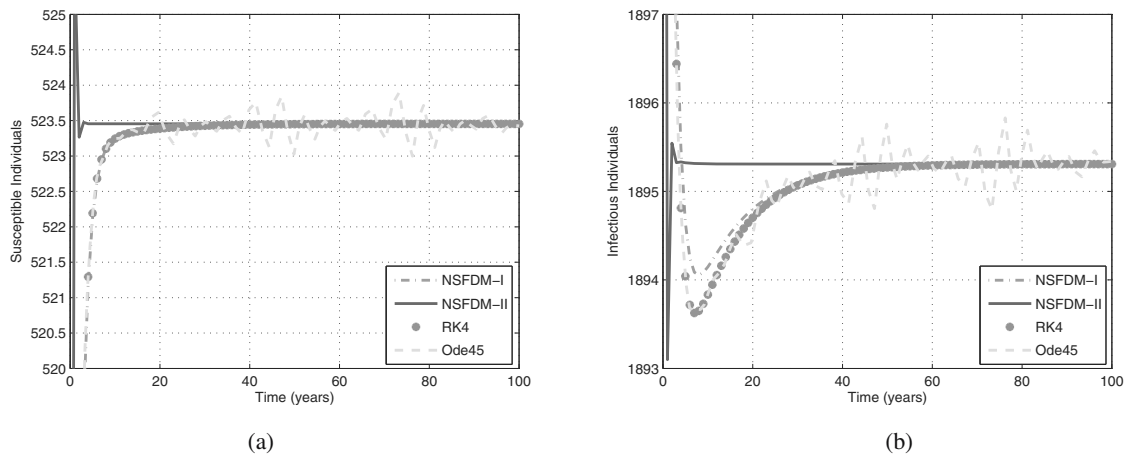 525
524.5
524
523.5
523
522.5
522
521.5
521
520.5
520
0
20
40
60
80
100
Susceptible Individuals
Time (years)
NSFDM−I
NSFDM−II
RK4
Ode45
(a)
1897
1896
1895
1894
1893
0
20
40
60
80
100
Infectious Individuals
Time (years)
NSFDM−I
NSFDM−II
RK4
Ode45
(b)